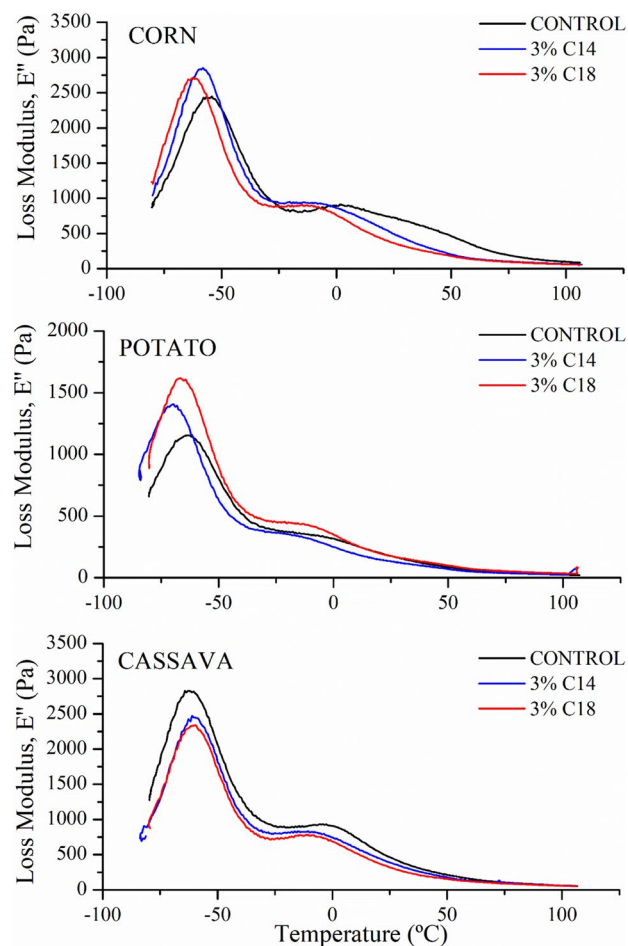 CORN
CONTROL
3% C14
3% C18
Loss Modulus, E" (Pa)
3500
3000
2500
2000
1500
1000
500
0
-100
-50
0
50
100
POTATO
CONTROL
3% C14
3% C18
Loss Modulus, E" (Pa)
2000
1500
1000
500
0
-100
-50
0
50
100
CASSAVA
CONTROL
3% C14
3% C18
Loss Modulus, E" (Pa)
3500
3000
2500
2000
1500
1000
500
0
-100
-50
0
50
100
Temperature (ºC)